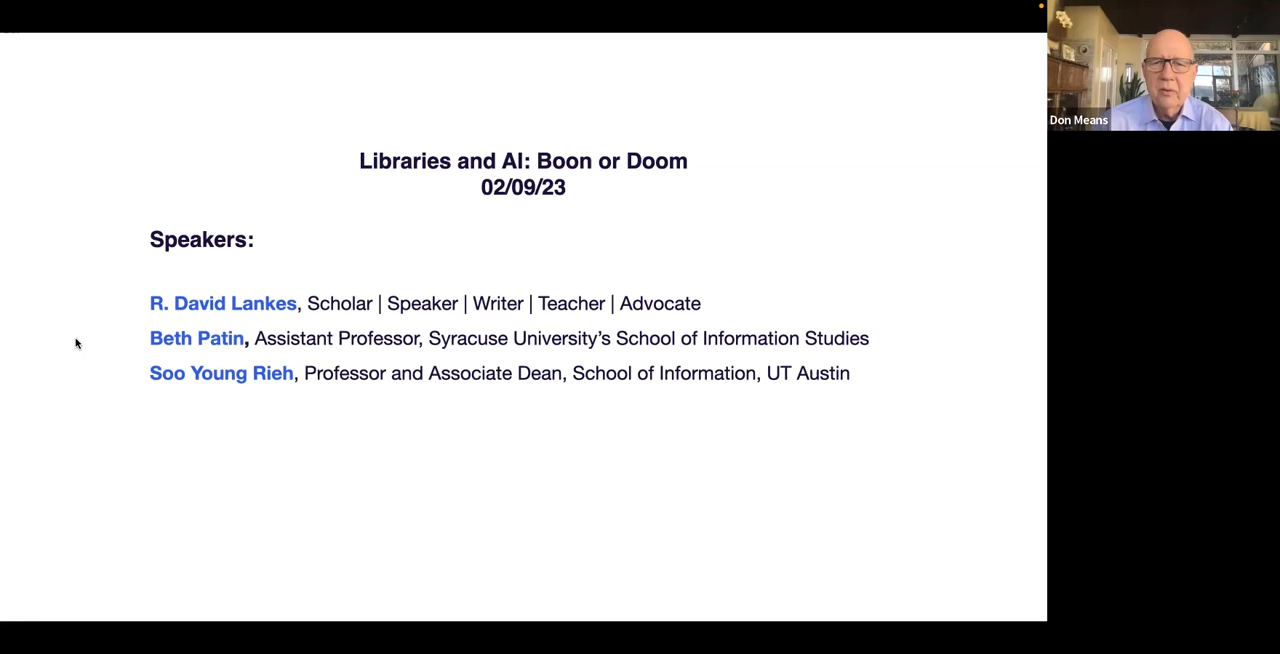 Libraries and AI: Boon or Doom
02/09/23
Speakers:
R. David Lankes, Scholar | Speaker | Writer | Teacher | Advocate
Beth Patin, Assistant Professor, Syracuse University’s School of Information Studies
Soo Young Rieh, Professor and Associate Dean, School of Information, UT Austin
Don Means